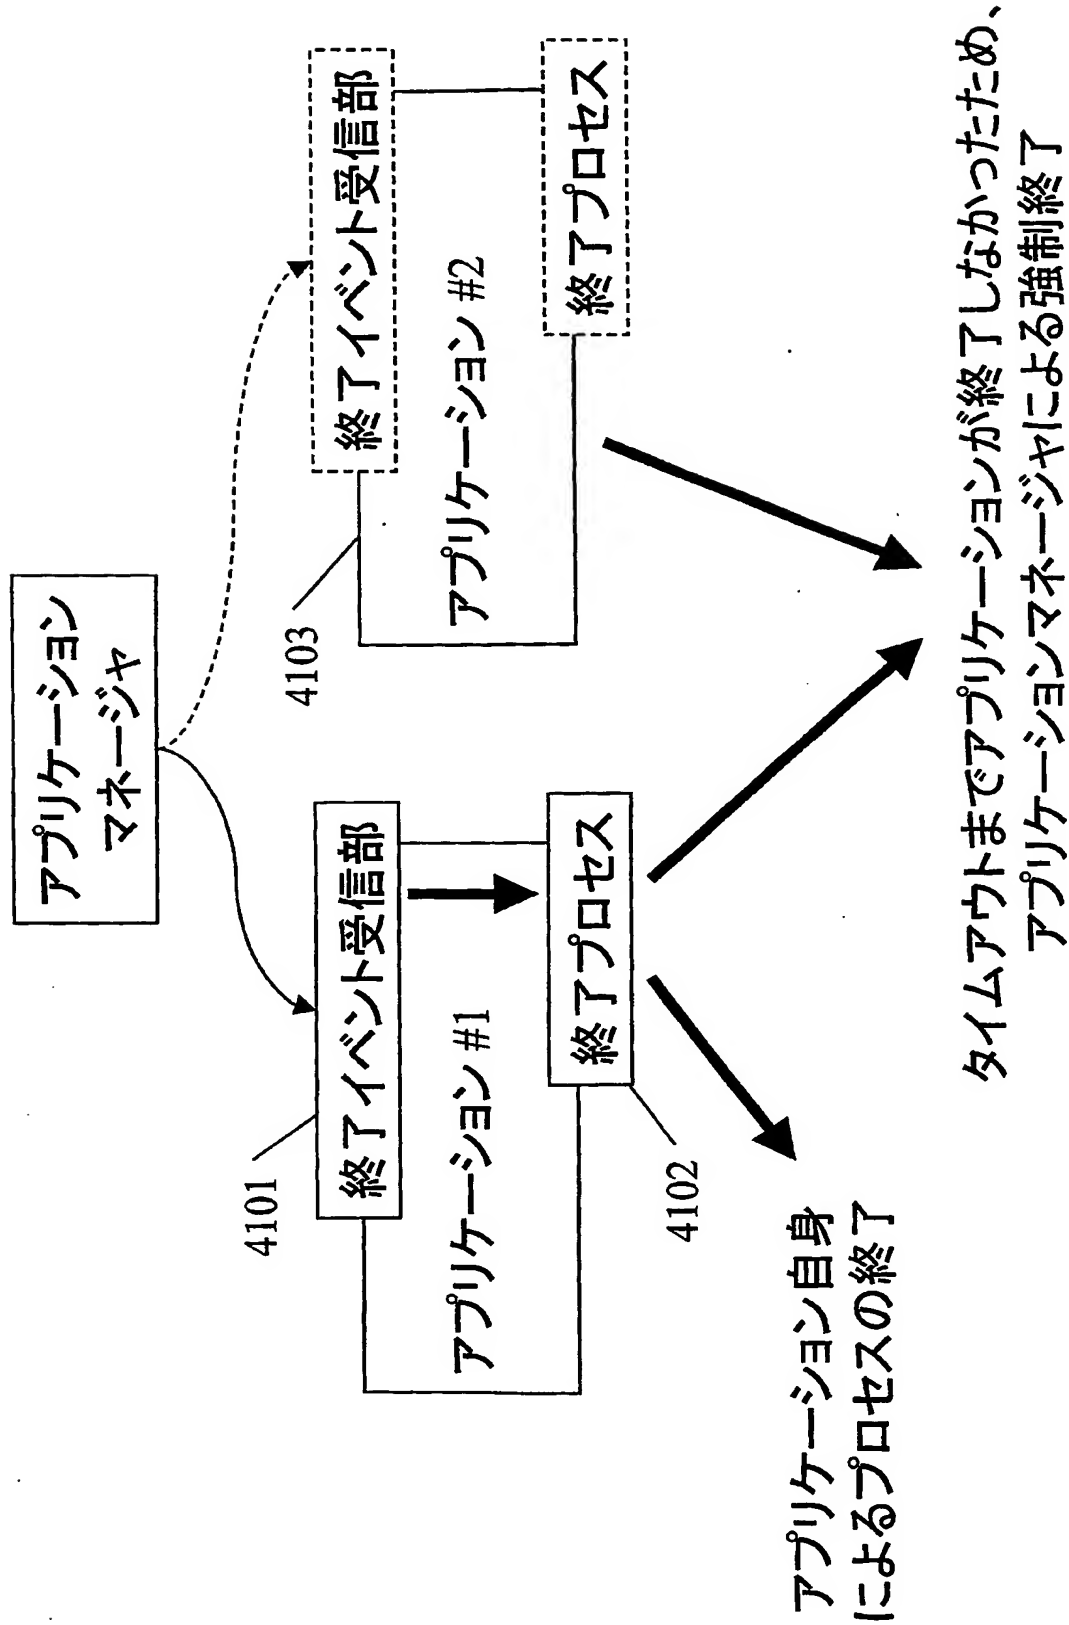 アプリケーション
マネージャ
4101
終了イベント受信部
アプリケーション #1
終了プロセス
4102
4103
終了イベント受信部
アプリケーション #2
終了プロセス
アプリケーション自身
によるプロセスの終了
タイムアウトまでアプリケーションが終了しなかったため、
アプリケーションマネージャによる強制終了